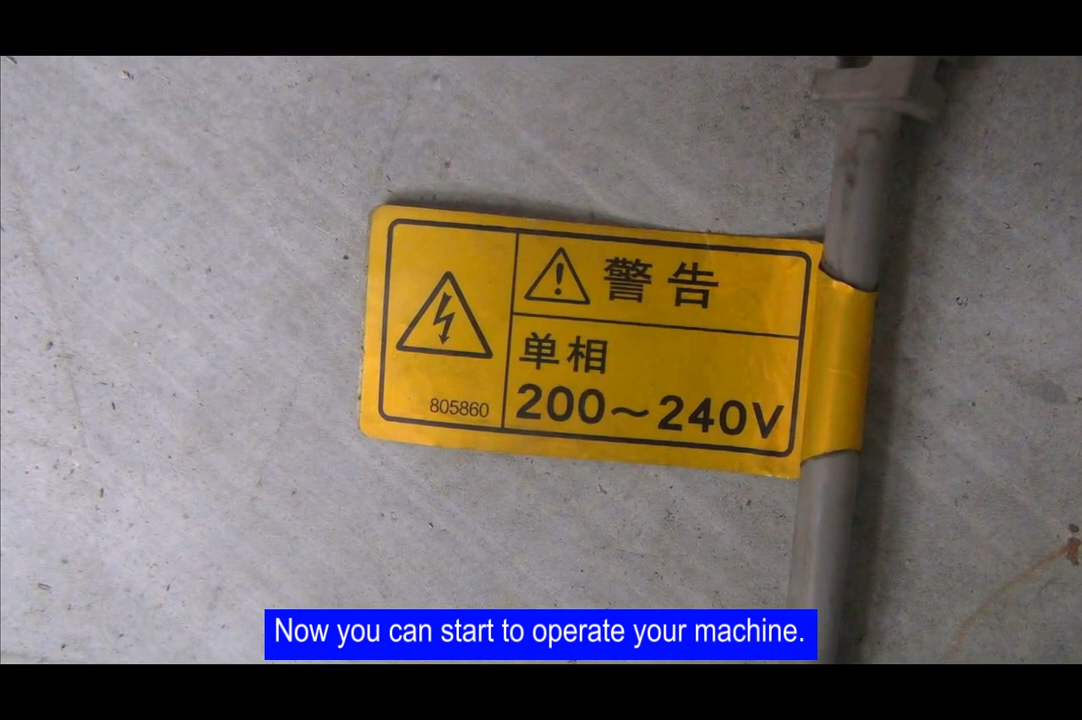 警告
单相
200～240V
805860
Now you can start to operate your machine.